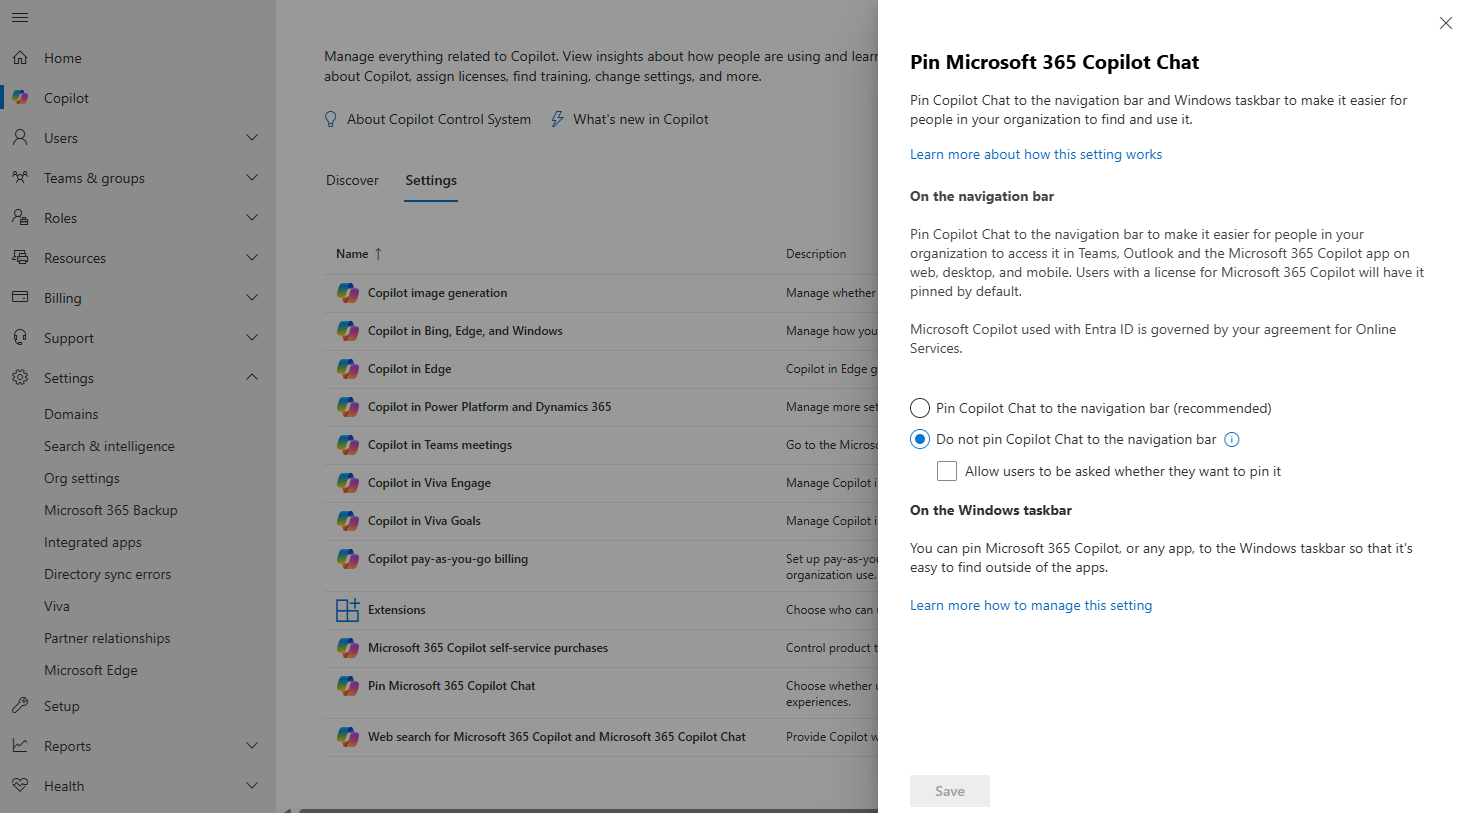 Home
Copilot
Users
Teams & groups
Roles
Resources
Billing
Support
Settings
Domains
Search & intelligence
Org settings
Microsoft 365 Backup
Integrated apps
Directory sync errors
Viva
Partner relationships
Microsoft Edge
Setup
Reports
Health
Manage everything related to Copilot. View insights about how people are using and learn
about Copilot, assign licenses, find training, change settings, and more.
About Copilot Control System
What's new in Copilot
Discover
Settings
Name ↑
Description
Copilot image generation
Manage whether
Copilot in Bing, Edge, and Windows
Manage how you
Copilot in Edge
Copilot in Edge g
Copilot in Power Platform and Dynamics 365
Manage more set
Copilot in Teams meetings
Go to the Microso
Copilot in Viva Engage
Manage Copilot i
Copilot in Viva Goals
Manage Copilot i
Copilot pay-as-you-go billing
Set up pay-as-you
organization use.
Extensions
Choose who can
Microsoft 365 Copilot self-service purchases
Control product t
Pin Microsoft 365 Copilot Chat
Choose whether u
experiences.
Web search for Microsoft 365 Copilot and Microsoft 365 Copilot Chat
Provide Copilot w
Pin Microsoft 365 Copilot Chat
Pin Copilot Chat to the navigation bar and Windows taskbar to make it easier for
people in your organization to find and use it.
Learn more about how this setting works
On the navigation bar
Pin Copilot Chat to the navigation bar to make it easier for people in your
organization to access it in Teams, Outlook and the Microsoft 365 Copilot app on
web, desktop, and mobile. Users with a license for Microsoft 365 Copilot will have it
pinned by default.
Microsoft Copilot used with Entra ID is governed by your agreement for Online
Services.
Pin Copilot Chat to the navigation bar (recommended)
Do not pin Copilot Chat to the navigation bar
Allow users to be asked whether they want to pin it
On the Windows taskbar
You can pin Microsoft 365 Copilot, or any app, to the Windows taskbar so that it's
easy to find outside of the apps.
Learn more how to manage this setting
Save